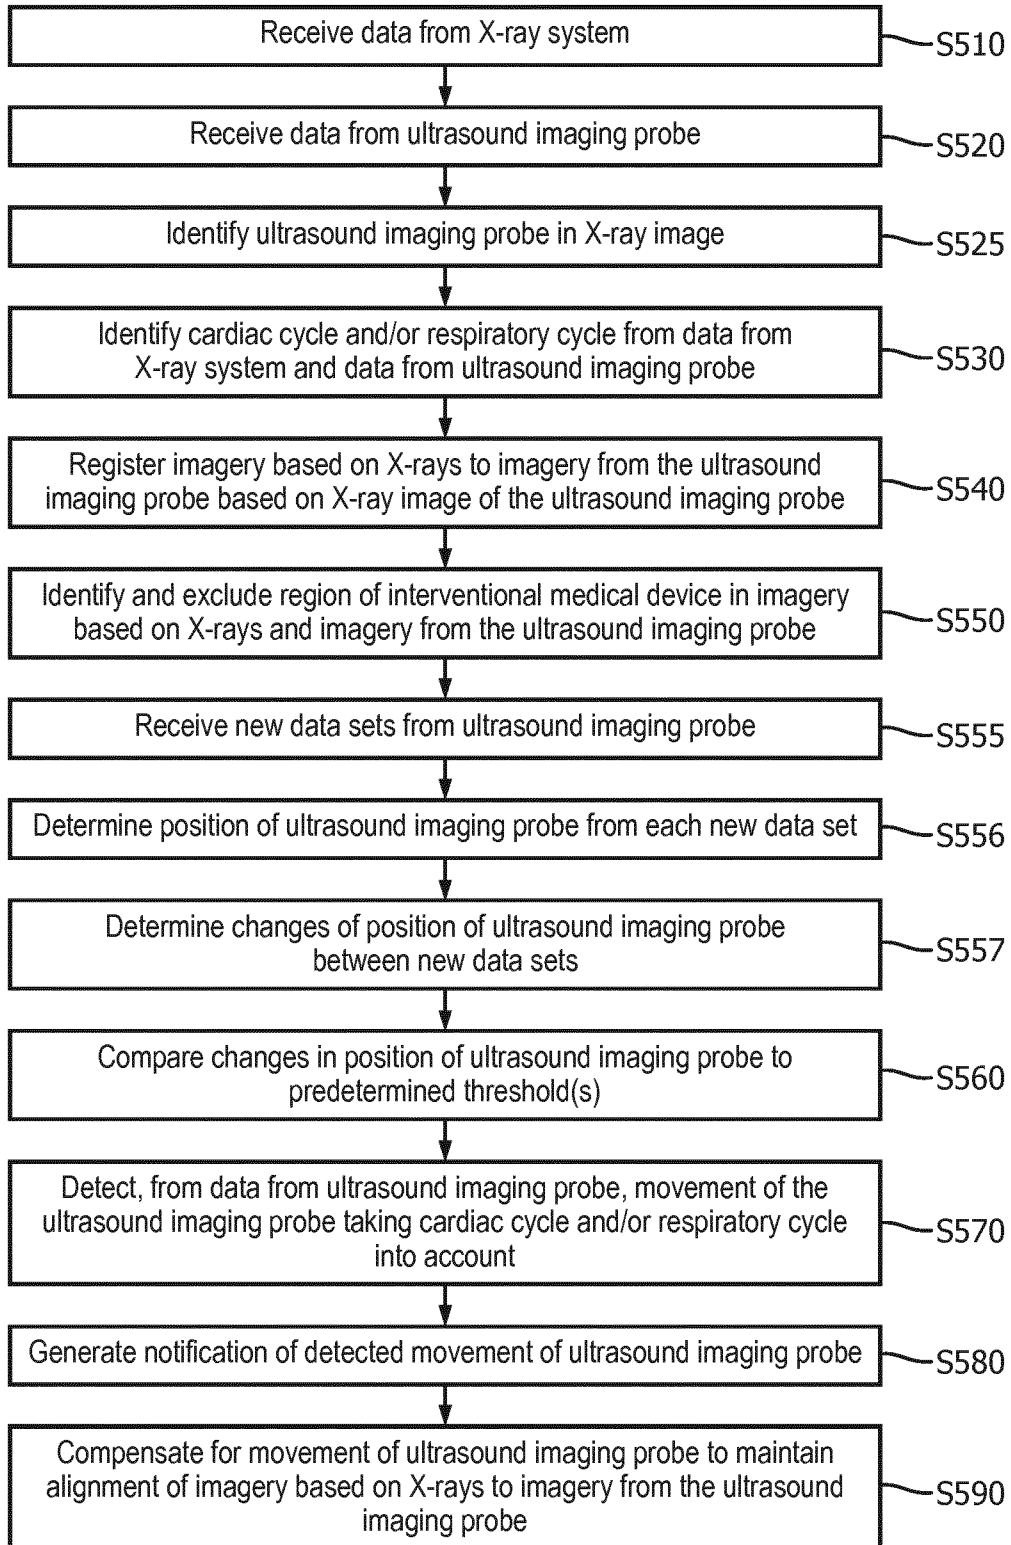 Receive data from X-ray system
S510
Receive data from ultrasound imaging probe
S520
Identify ultrasound imaging probe in X-ray image
S525
Identify cardiac cycle and/or respiratory cycle from data from
X-ray system and data from ultrasound imaging probe
S530
Register imagery based on X-rays to imagery from the ultrasound
imaging probe based on X-ray image of the ultrasound imaging probe
S540
Identify and exclude region of interventional medical device in imagery
based on X-rays and imagery from the ultrasound imaging probe
S550
Receive new data sets from ultrasound imaging probe
S555
Determine position of ultrasound imaging probe from each new data set
S556
Determine changes of position of ultrasound imaging probe
between new data sets
S557
Compare changes in position of ultrasound imaging probe to
predetermined threshold(s)
S560
Detect, from data from ultrasound imaging probe, movement of the
ultrasound imaging probe taking cardiac cycle and/or respiratory cycle
into account
S570
Generate notification of detected movement of ultrasound imaging probe
S580
Compensate for movement of ultrasound imaging probe to maintain
alignment of imagery based on X-rays to imagery from the ultrasound
imaging probe
S590